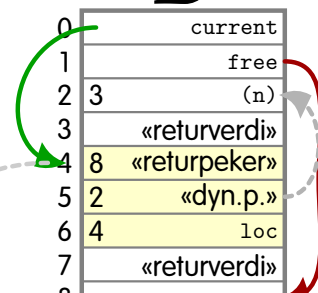 0 current
1 free
2 3 (n)
3 «returverdi»
4 8 «returpeker»
5 2 «dyn.p.»
6 4 loc
7 «returverdi»